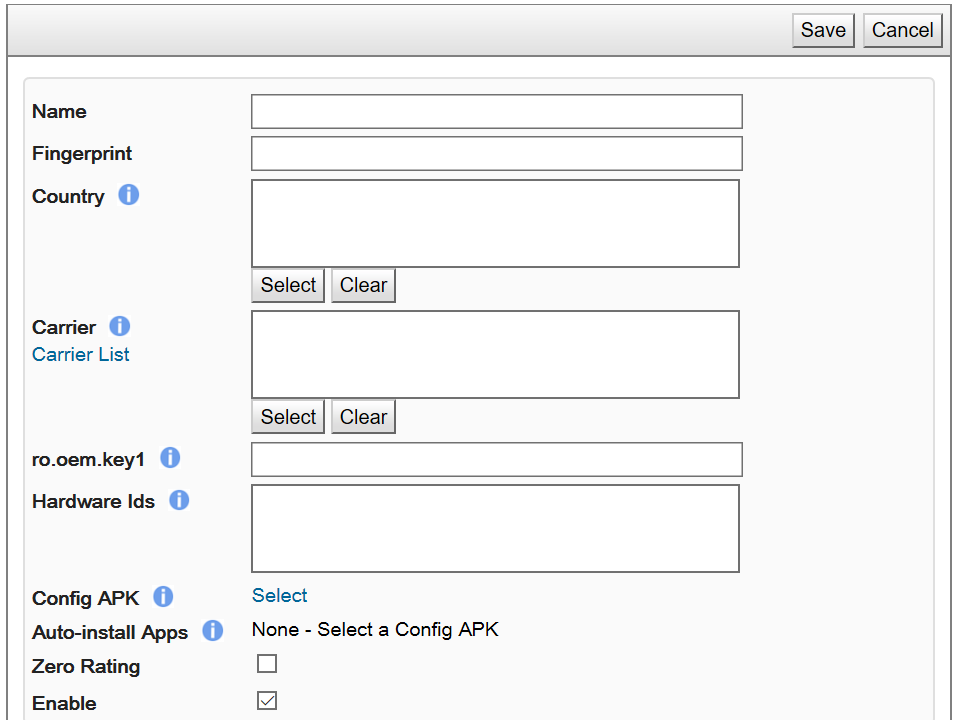 Save Cancel
Name
Fingerprint
Country
Select Clear
Carrier
Carrier List
Select Clear
ro.oem.key1
Hardware Ids
Config APK Select
Auto-install Apps None - Select a Config APK
Zero Rating
Enable